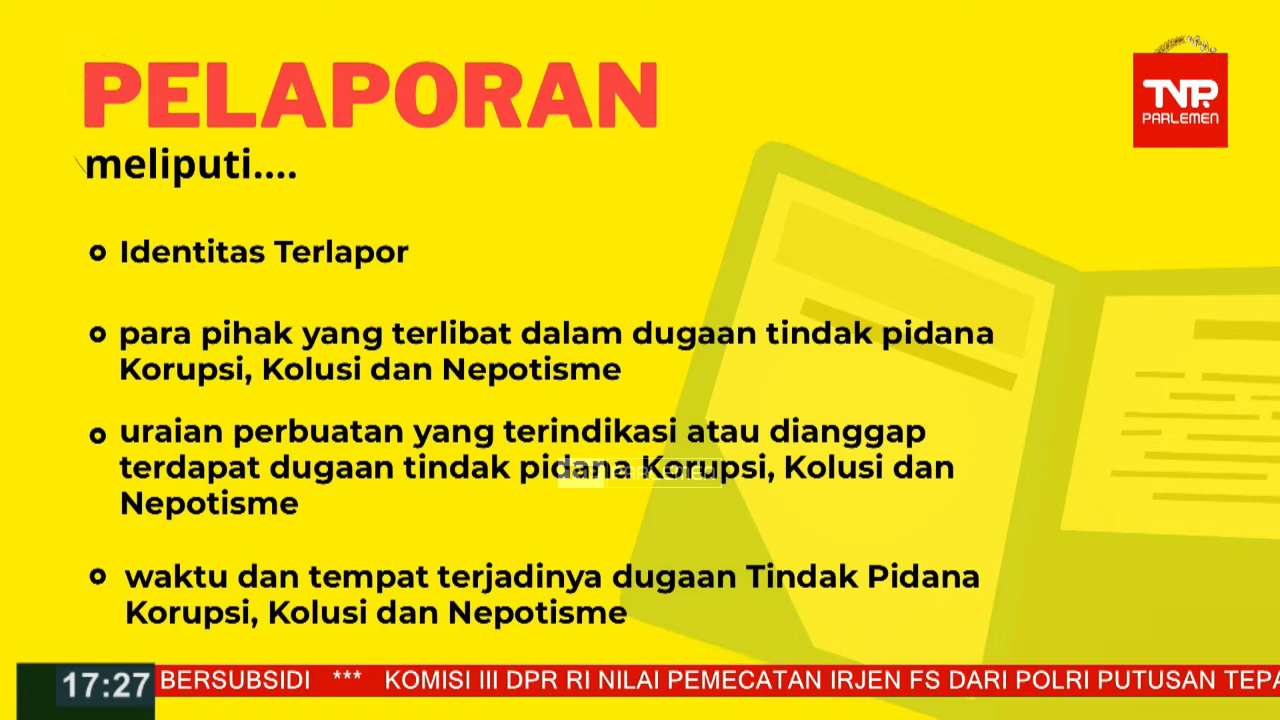 PELAPORAN
meliputi....
TVP.
PARLEMEN
Identitas Terlapor
para pihak yang terlibat dalam dugaan tindak pidana
Korupsi, Kolusi dan Nepotisme
uraian perbuatan yang terindikasi atau dianggap
terdapat dugaan tindak pidana Korupsi, Kolusi dan
Nepotisme
PARLEMEN
waktu dan tempat terjadinya dugaan Tindak Pidana
Korupsi, Kolusi dan Nepotisme
17:27 BERSUBSIDI *** KOMISI III DPR RI NILAI PEMECATAN IRJEN FS DARI POLRI PUTUSAN TEPA